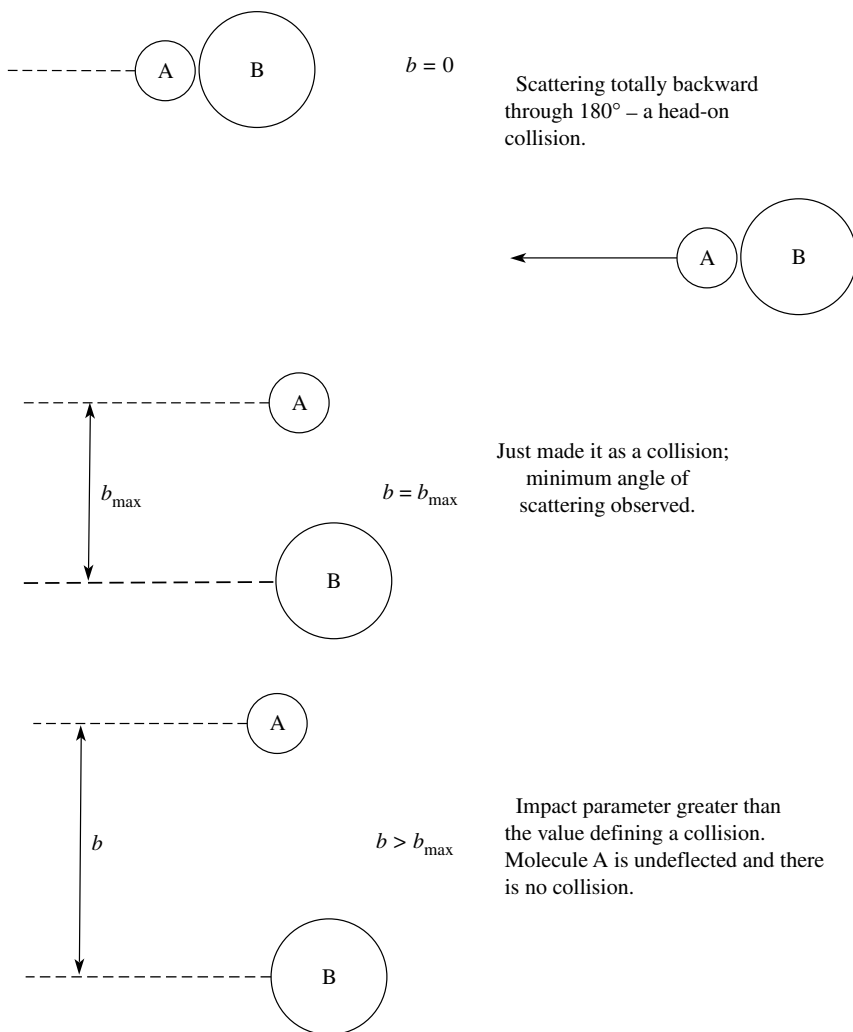 A B b = 0
Scattering totally backward
through 180° – a head-on
collision.
A B
A
b_max b = b_max
Just made it as a collision;
minimum angle of
scattering observed.
B
A
b b > b_max
Impact parameter greater than
the value defining a collision.
Molecule A is undeflected and there
is no collision.
B